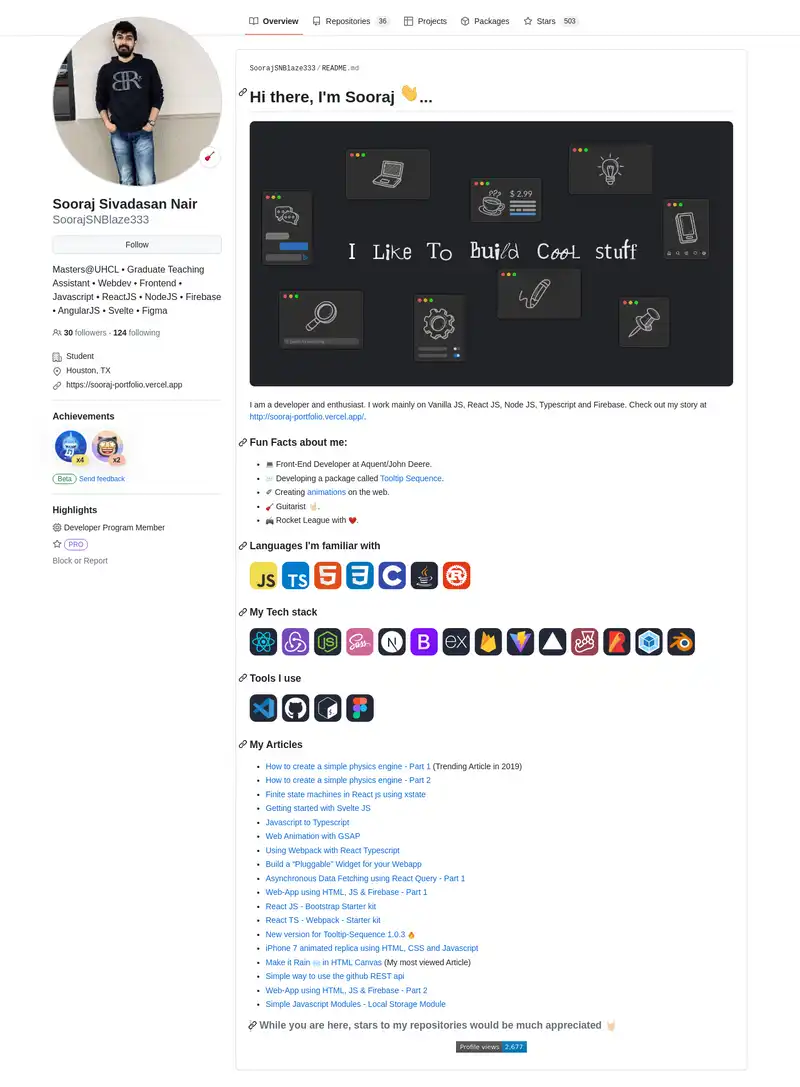 Overview Repositories 36 Projects Packages Stars 503
SoorajSNBlaze333 / README.md
Hi there, I'm Sooraj 👋...
$ 2.99
I Like To Build Cool stuff
Sooraj Sivadasan Nair
SoorajSNBlaze333
Follow
Masters@UHCL • Graduate Teaching
Assistant • Webdev • Frontend •
Javascript • ReactJS • NodeJS • Firebase
• AngularJS • Svelte • Figma
30 followers · 124 following
Student
Houston, TX
https://sooraj-portfolio.vercel.app
Achievements
x4 x2
Beta Send feedback
Highlights
Developer Program Member
PRO
Block or Report
I am a developer and enthusiast. I work mainly on Vanilla JS, React JS, Node JS, Typescript and Firebase. Check out my story at
http://sooraj-portfolio.vercel.app/.
Fun Facts about me:
• 💻 Front-End Developer at Aquent/John Deere.
• Developing a package called Tooltip Sequence.
• ✐ Creating animations on the web.
• 🎸 Guitarist 🤘🏻.
• 🎮 Rocket League with ❤️.
Languages I'm familiar with
JS TS 5 3 C
My Tech stack
Sass N B ex
Tools I use
My Articles
• How to create a simple physics engine - Part 1 (Trending Article in 2019)
• How to create a simple physics engine - Part 2
• Finite state machines in React js using xstate
• Getting started with Svelte JS
• Javascript to Typescript
• Web Animation with GSAP
• Using Webpack with React Typescript
• Build a “Pluggable” Widget for your Webapp
• Asynchronous Data Fetching using React Query - Part 1
• Web-App using HTML, JS & Firebase - Part 1
• React JS - Bootstrap Starter kit
• React TS - Webpack - Starter kit
• New version for Tooltip-Sequence 1.0.3 🔥
• iPhone 7 animated replica using HTML, CSS and Javascript
• Make it Rain in HTML Canvas (My most viewed Article)
• Simple way to use the github REST api
• Web-App using HTML, JS & Firebase - Part 2
• Simple Javascript Modules - Local Storage Module
While you are here, stars to my repositories would be much appreciated 🤘🏻
Profile views 2,677